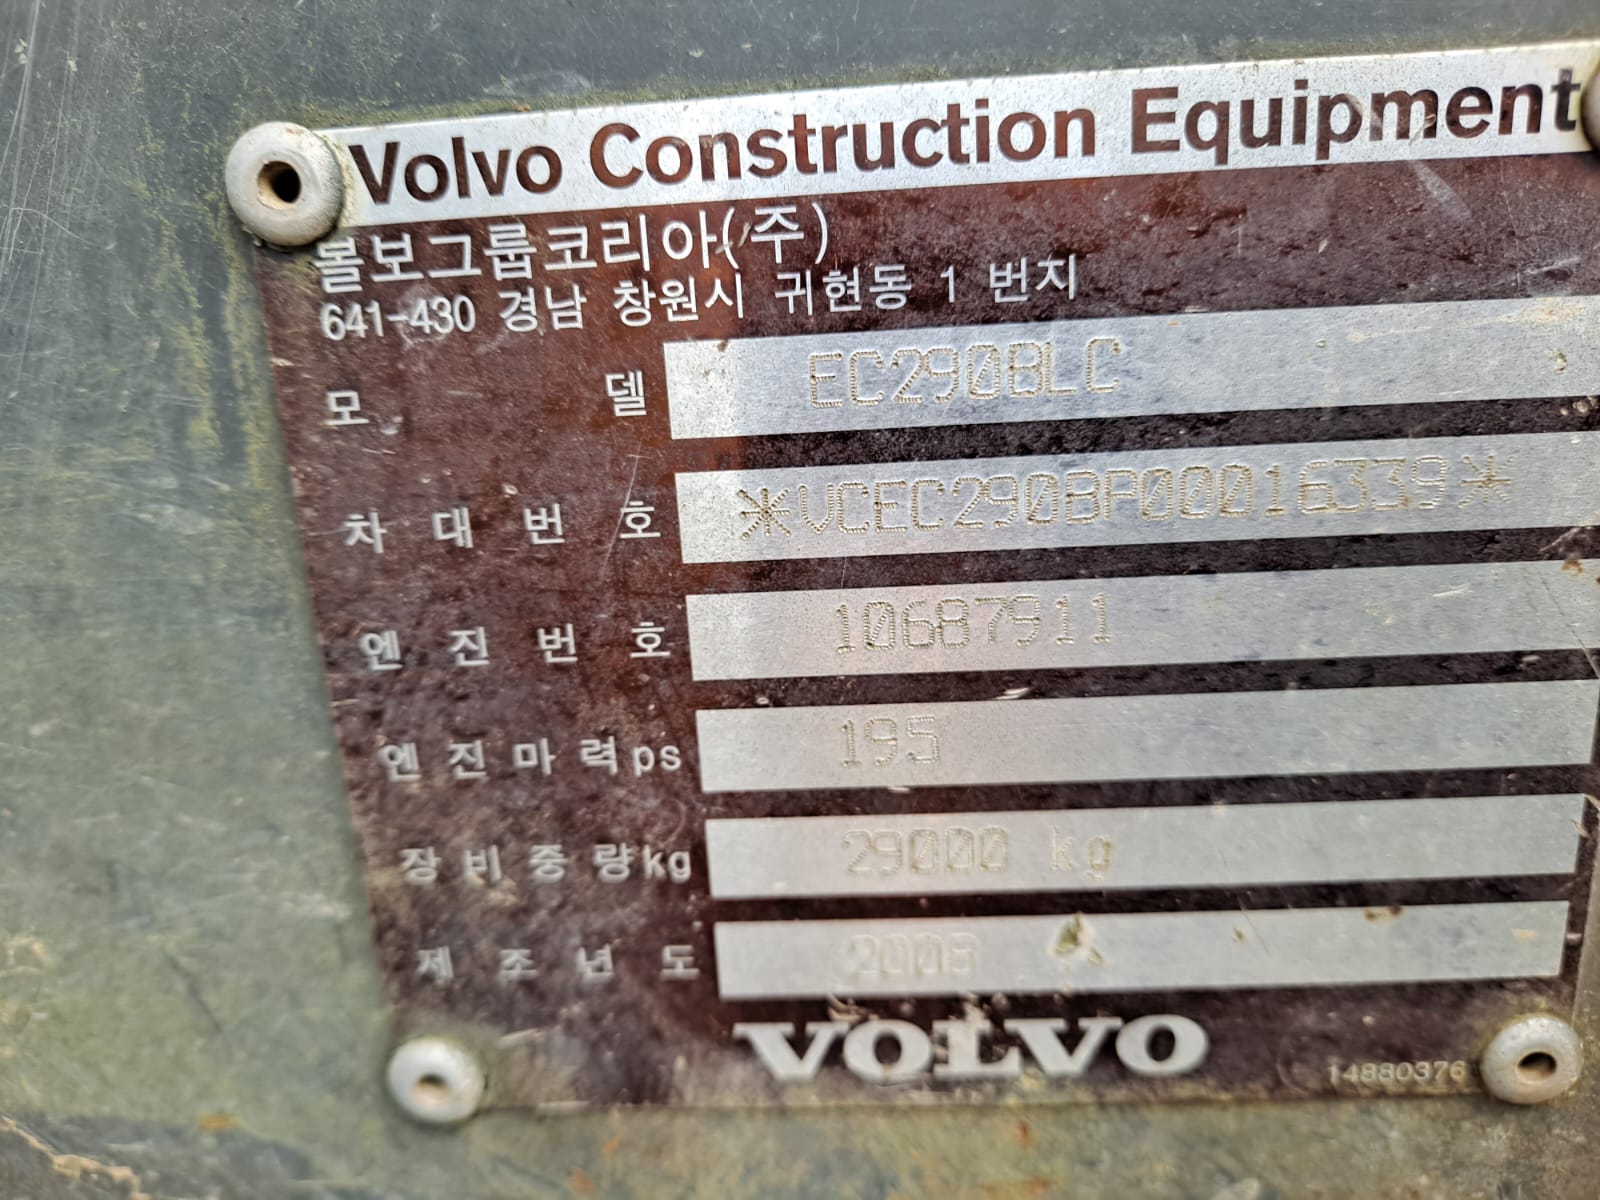 Volvo Construction Equipment
볼보그룹코리아(주)
641-430 경남 창원시 귀현동 1 번지
모 델 EC290BLC
차 대 번 호 *VCEC290BP00016339*
엔 진 번 호 10687911
엔 진 마 력 ps 195
장 비 중 량 kg 29000 kg
제 조 년 도 2008
VOLVO
14880376